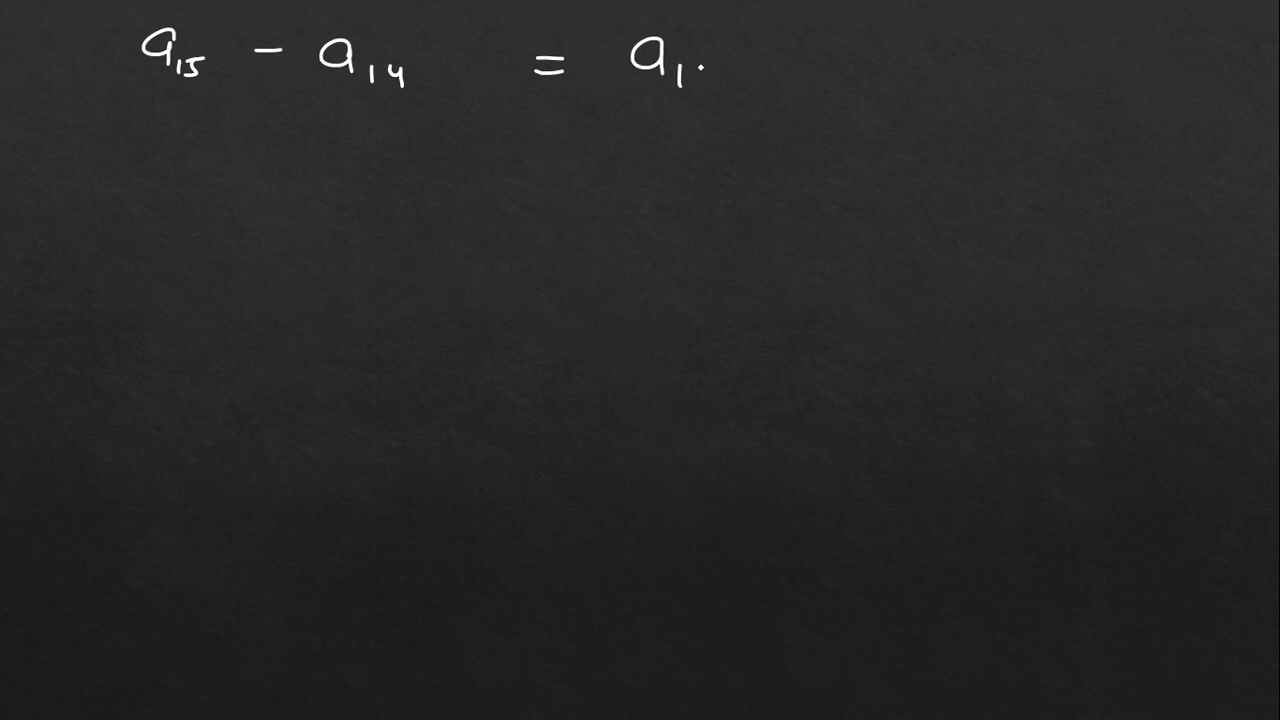 a₁₅ - a₁₄ = a₁.